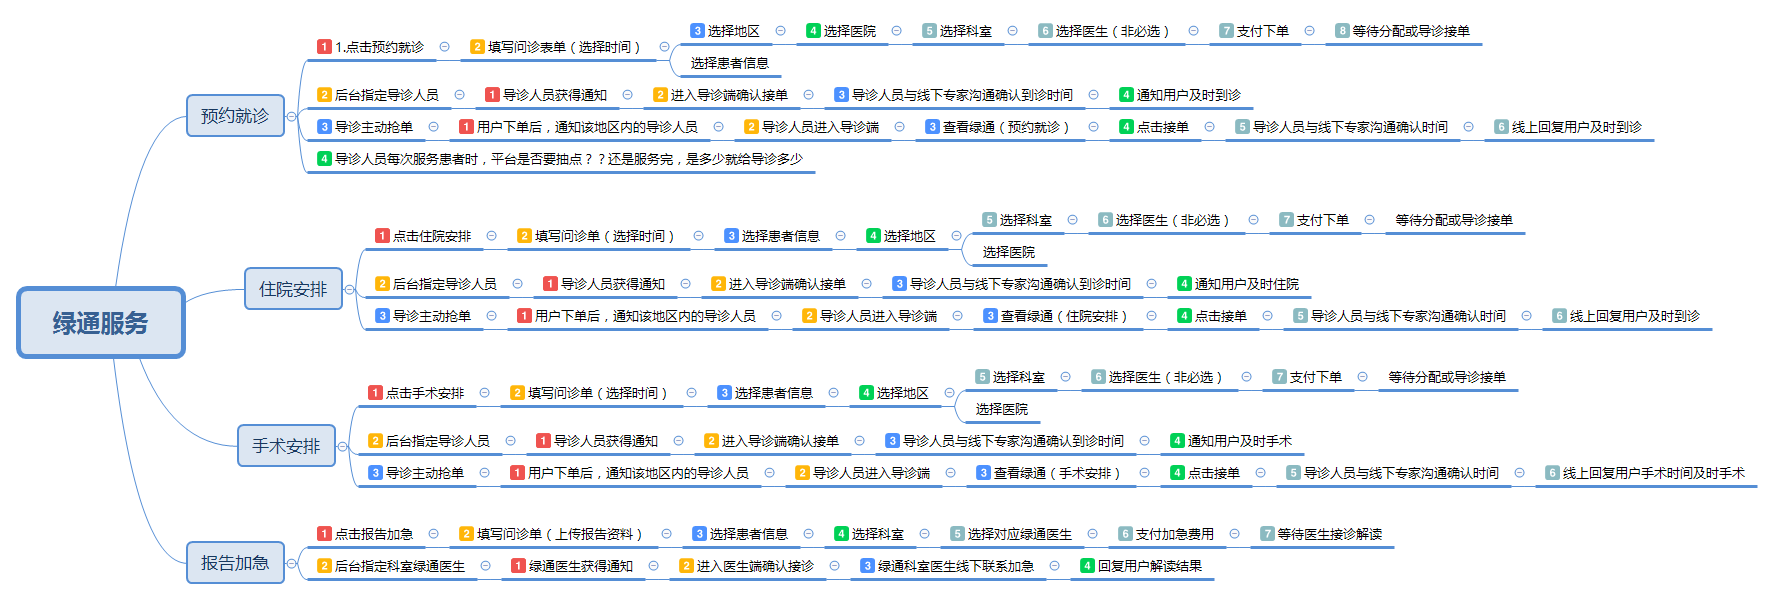 绿通服务
预约就诊
1 1.点击预约就诊 2 填写问诊表单（选择时间） 3 选择地区 4 选择医院 5 选择科室 6 选择医生（非必选） 7 支付下单 8 等待分配或导诊接单
选择患者信息
2 后台指定导诊人员 1 导诊人员获得通知 2 进入导诊端确认接单 3 导诊人员与线下专家沟通确认到诊时间 4 通知用户及时到诊
3 导诊主动抢单 1 用户下单后，通知该地区内的导诊人员 2 导诊人员进入导诊端 3 查看绿通（预约就诊） 4 点击接单 5 导诊人员与线下专家沟通确认时间 6 线上回复用户及时到诊
4 导诊人员每次服务患者时，平台是否要抽点？？还是服务完，是多少就给导诊多少
住院安排
1 点击住院安排 2 填写问诊单（选择时间） 3 选择患者信息 4 选择地区 5 选择科室 6 选择医生（非必选） 7 支付下单 等待分配或导诊接单
选择医院
2 后台指定导诊人员 1 导诊人员获得通知 2 进入导诊端确认接单 3 导诊人员与线下专家沟通确认到诊时间 4 通知用户及时住院
3 导诊主动抢单 1 用户下单后，通知该地区内的导诊人员 2 导诊人员进入导诊端 3 查看绿通（住院安排） 4 点击接单 5 导诊人员与线下专家沟通确认时间 6 线上回复用户及时到诊
手术安排
1 点击手术安排 2 填写问诊单（选择时间） 3 选择患者信息 4 选择地区 5 选择科室 6 选择医生（非必选） 7 支付下单 等待分配或导诊接单
选择医院
2 后台指定导诊人员 1 导诊人员获得通知 2 进入导诊端确认接单 3 导诊人员与线下专家沟通确认到诊时间 4 通知用户及时手术
3 导诊主动抢单 1 用户下单后，通知该地区内的导诊人员 2 导诊人员进入导诊端 3 查看绿通（手术安排） 4 点击接单 5 导诊人员与线下专家沟通确认时间 6 线上回复用户手术时间及时手术
报告加急
1 点击报告加急 2 填写问诊单（上传报告资料） 3 选择患者信息 4 选择科室 5 选择对应绿通医生 6 支付加急费用 7 等待医生接诊解读
2 后台指定科室绿通医生 1 绿通医生获得通知 2 进入医生端确认接诊 3 绿通科室医生线下联系加急 4 回复用户解读结果